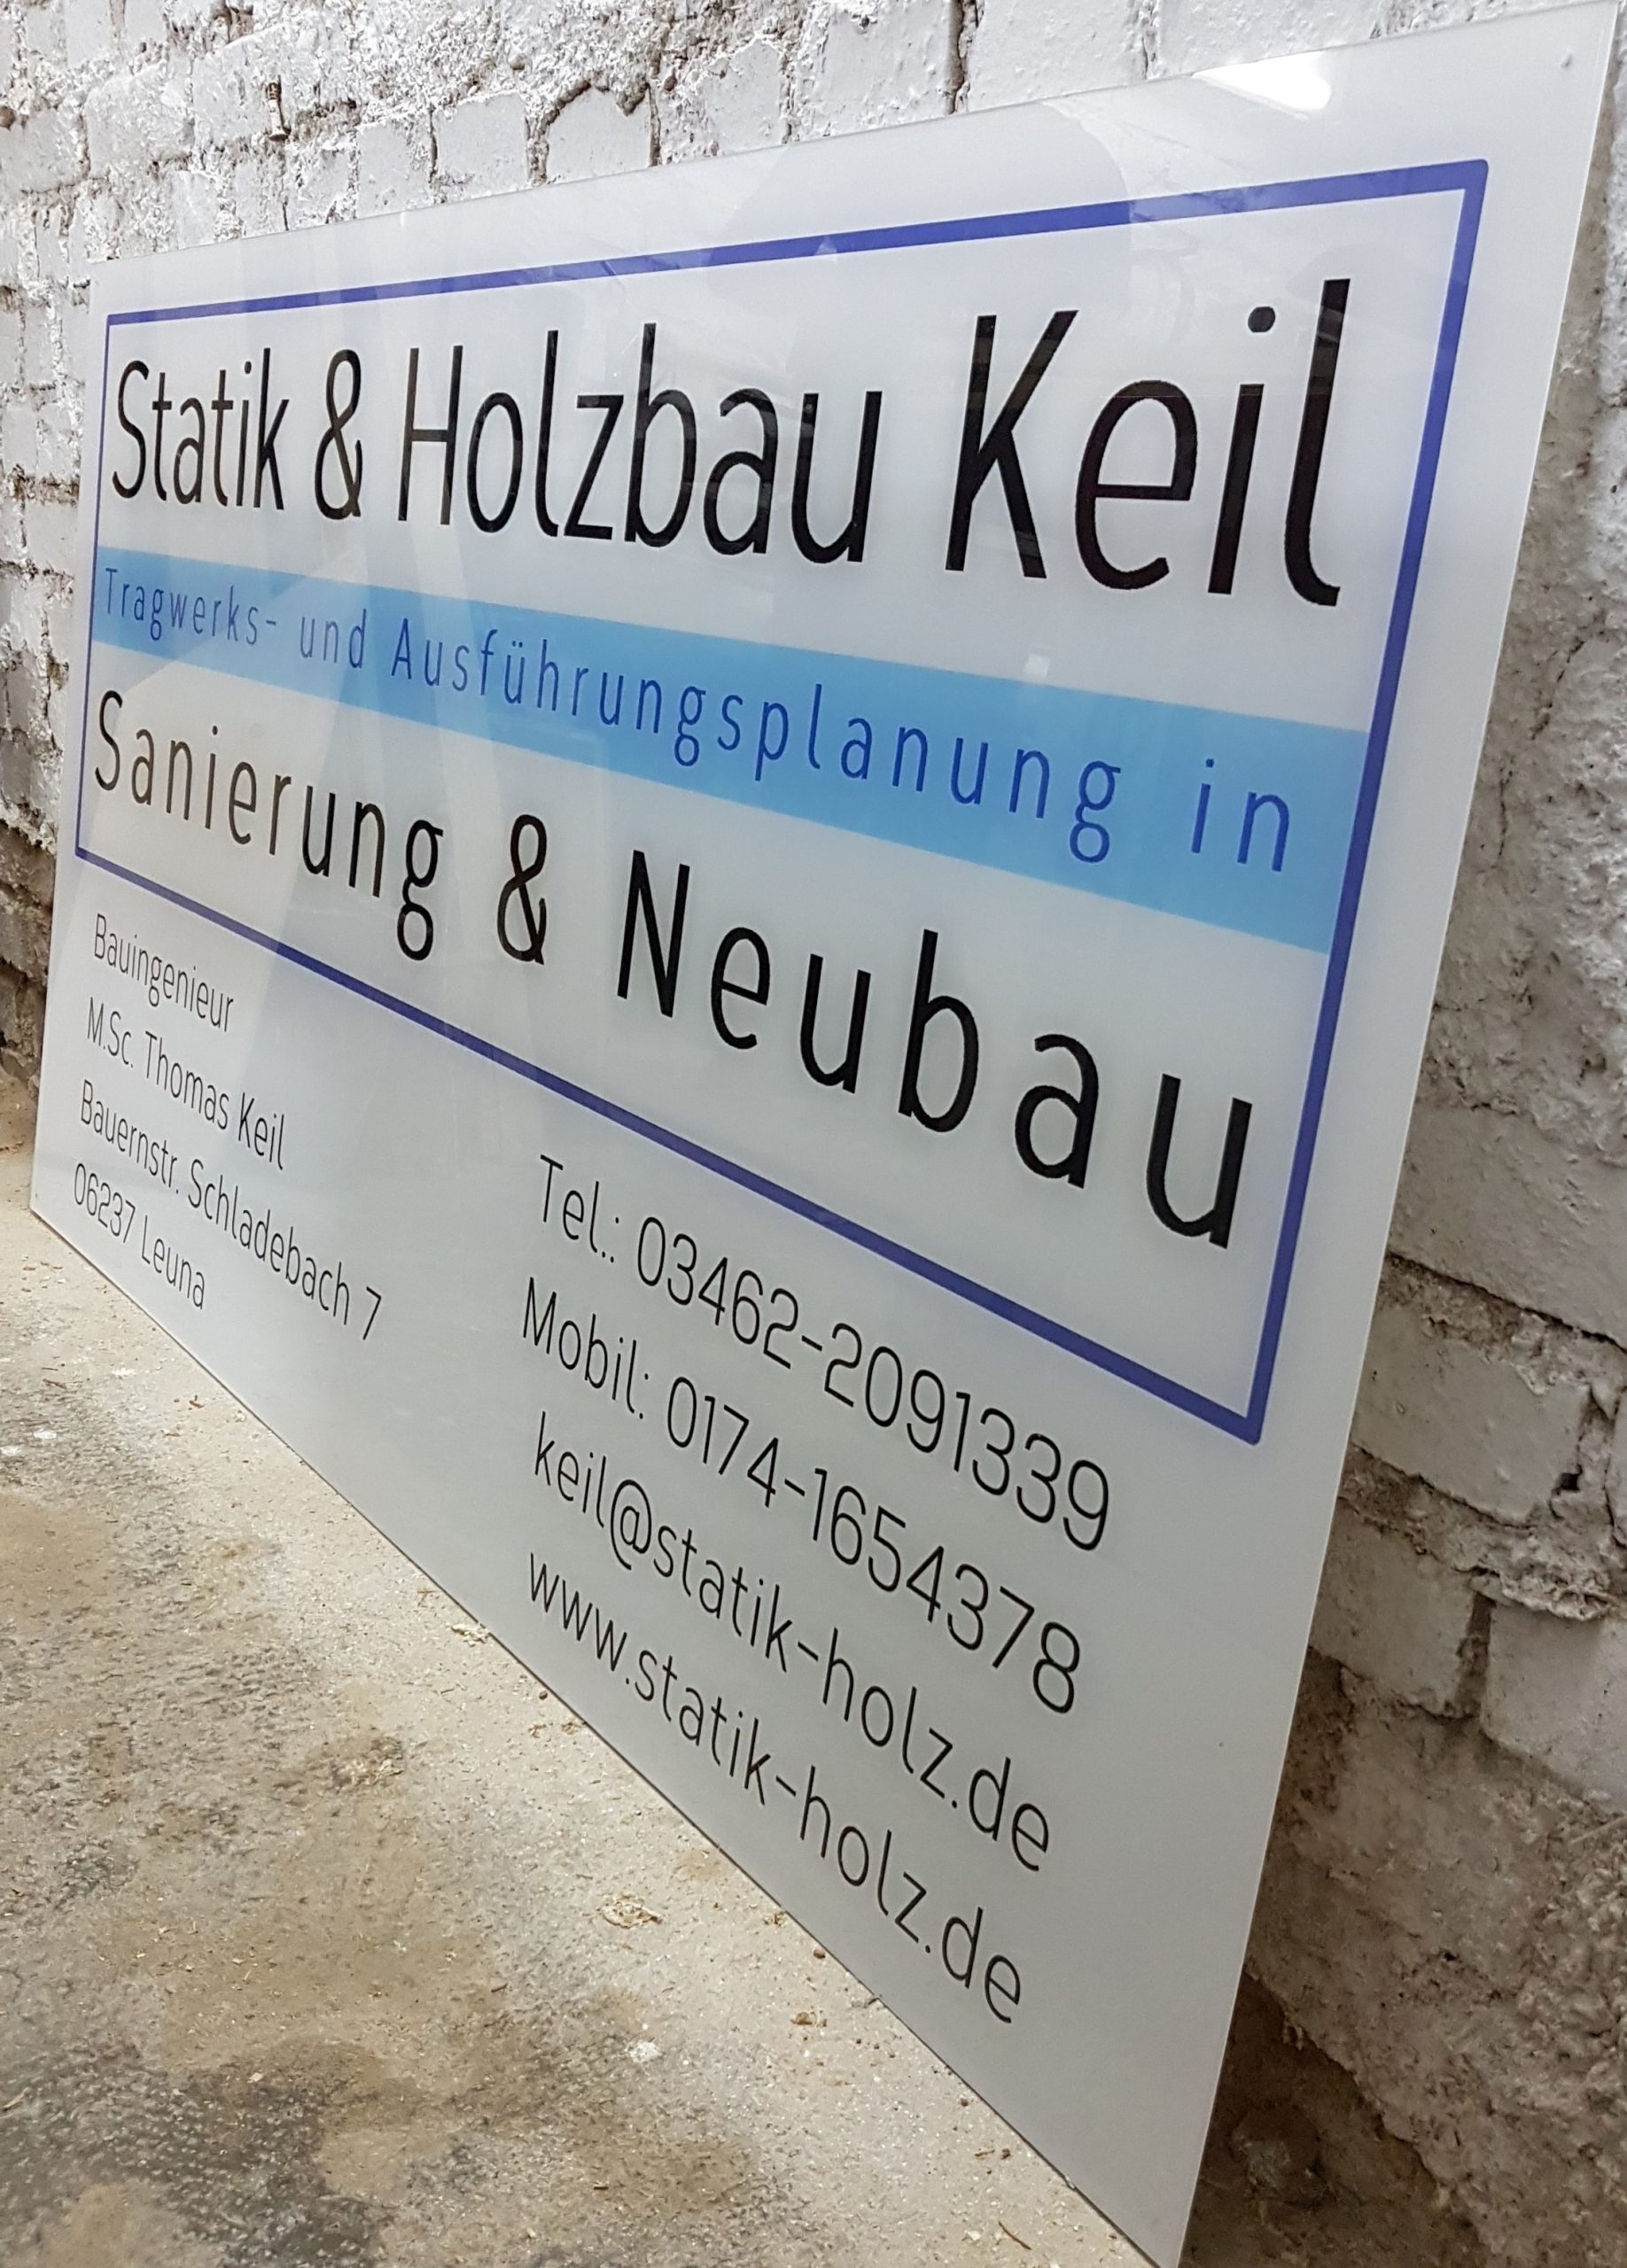 Statik & Holzbau Keil
Tragwerks- und Ausführungsplanung in
Sanierung & Neubau
Bauingenieur
M.Sc. Thomas Keil
Bauernstr. Schladebach 7
06237 Leuna
Tel.: 03462-2091339
Mobil: 0174-1654378
keil@statik-holz.de
www.statik-holz.de